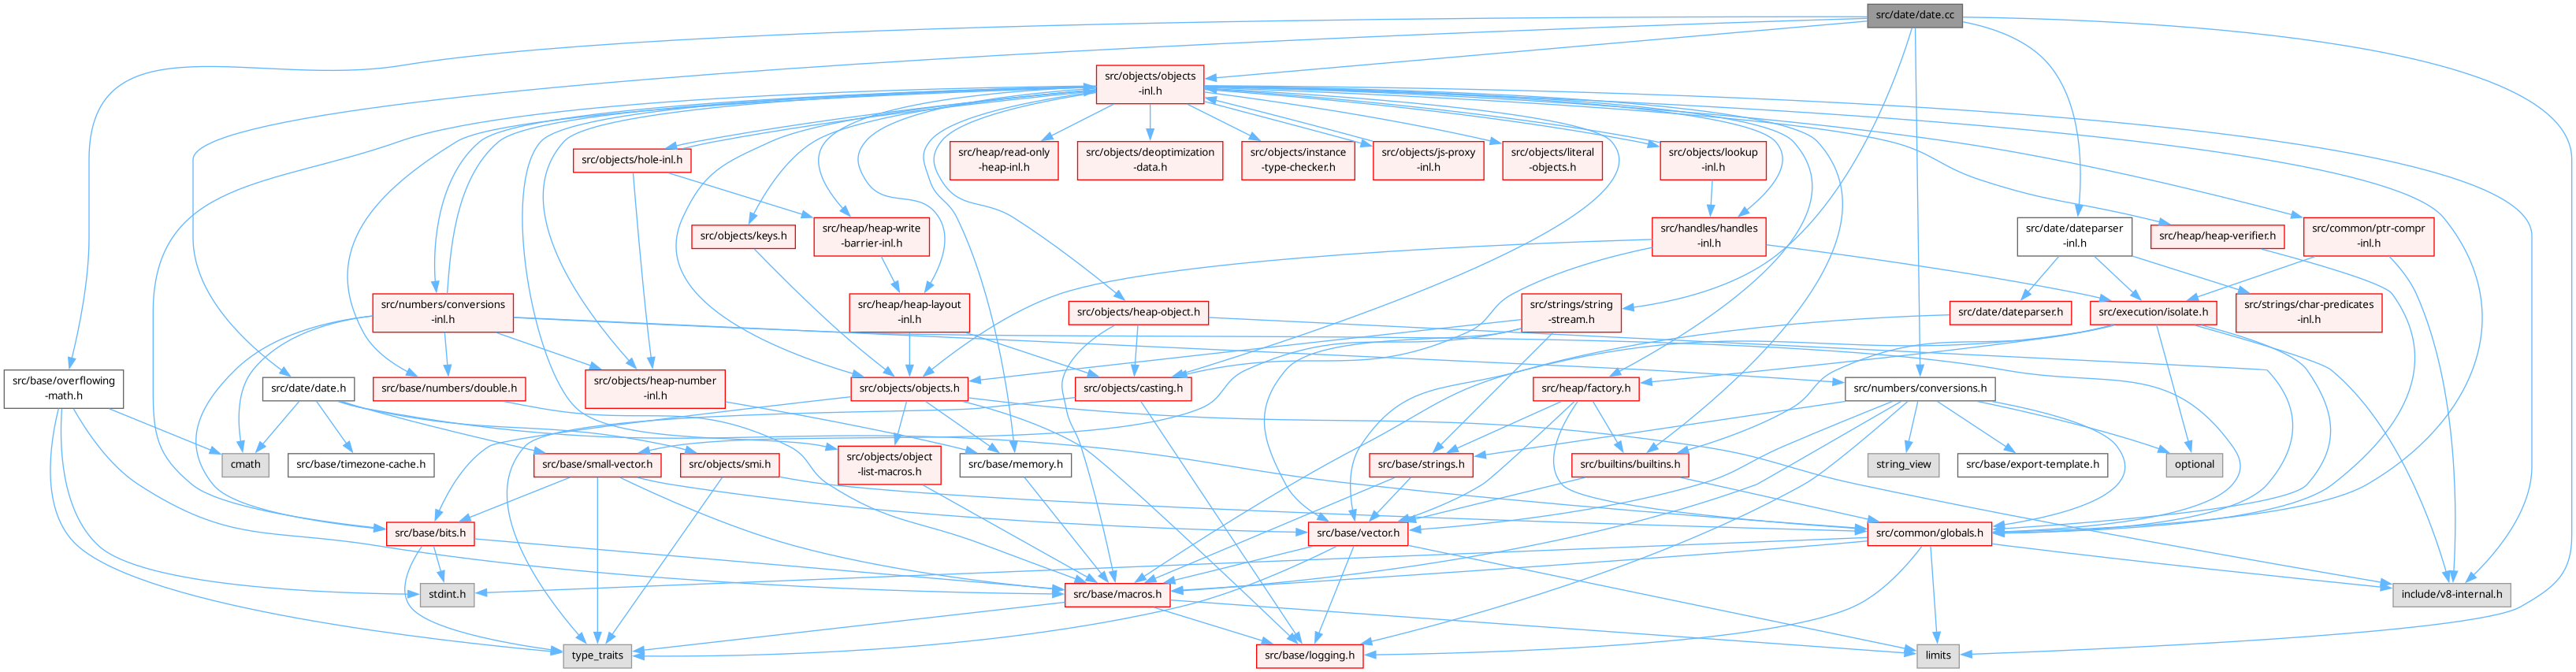 src/date/date.cc
src/objects/objects
-inl.h
src/objects/hole-inl.h
src/heap/read-only
-heap-inl.h
src/objects/deoptimization
-data.h
src/objects/instance
-type-checker.h
src/objects/js-proxy
-inl.h
src/objects/literal
-objects.h
src/objects/lookup
-inl.h
src/objects/keys.h
src/heap/heap-write
-barrier-inl.h
src/handles/handles
-inl.h
src/date/dateparser
-inl.h
src/heap/heap-verifier.h
src/common/ptr-compr
-inl.h
src/numbers/conversions
-inl.h
src/heap/heap-layout
-inl.h
src/objects/heap-object.h
src/strings/string
-stream.h
src/date/dateparser.h
src/execution/isolate.h
src/strings/char-predicates
-inl.h
src/base/overflowing
-math.h
src/date/date.h
src/base/numbers/double.h
src/objects/heap-number
-inl.h
src/objects/objects.h
src/objects/casting.h
src/heap/factory.h
src/numbers/conversions.h
cmath
src/base/timezone-cache.h
src/base/small-vector.h
src/objects/smi.h
src/objects/object
-list-macros.h
src/base/memory.h
src/base/strings.h
src/builtins/builtins.h
string_view
src/base/export-template.h
optional
src/base/bits.h
src/base/vector.h
src/common/globals.h
stdint.h
src/base/macros.h
include/v8-internal.h
type_traits
src/base/logging.h
limits